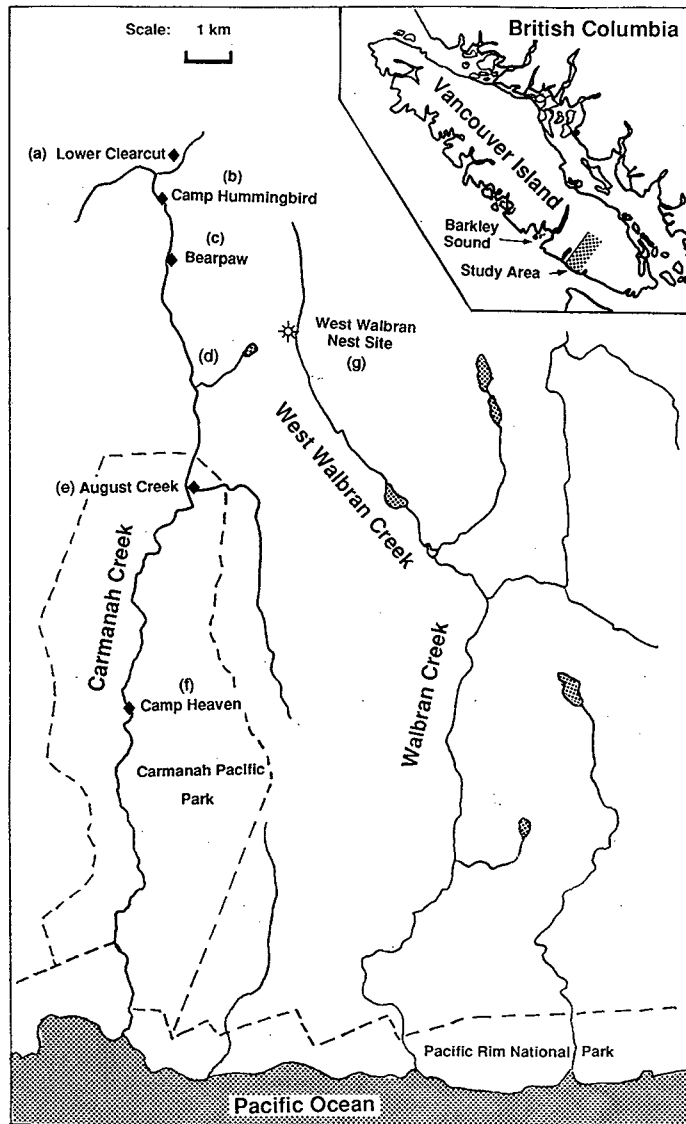 Scale: 1 km
British Columbia
Vancouver Island
Barkley
Sound
Study Area
(a) Lower Clearcut
(b)
Camp Hummingbird
(c)
Bearpaw
(d)
West Walbran
Nest Site
(g)
West Walbran Creek
(e) August Creek
Carmanah Creek
Walbran Creek
(f)
Camp Heaven
Carmanah Pacific
Park
Pacific Rim National Park
Pacific Ocean